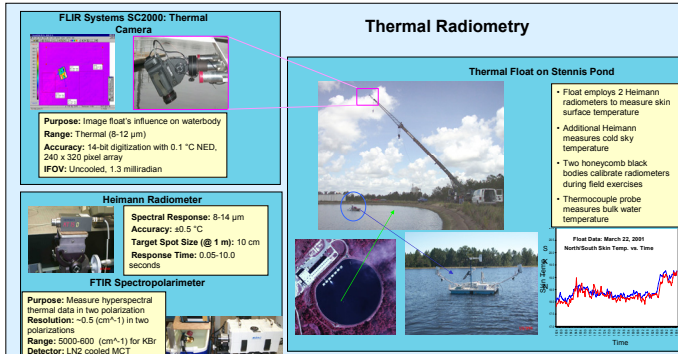 FLIR Systems SC2000: Thermal
Camera
Purpose: Image float's influence on waterbody
Range: Thermal (8-12 µm)
Accuracy: 14-bit digitization with 0.1 °C NED,
240 x 320 pixel array
IFOV: Uncooled, 1.3 milliradian
Heimann Radiometer
Spectral Response: 8-14 µm
Accuracy: ±0.5 °C
Target Spot Size (@ 1 m): 10 cm
Response Time: 0.05-10.0
seconds
FTIR Spectropolarimeter
Purpose: Measure hyperspectral
thermal data in two polarization
Resolution: ~0.5 (cm^-1) in two
polarizations
Range: 5000-600 (cm^-1) for KBr
Detector: LN2 cooled MCT
Thermal Radiometry
Thermal Float on Stennis Pond
• Float employs 2 Heimann
radiometers to measure skin
surface temperature
• Additional Heimann
measures cold sky
temperature
• Two honeycomb black
bodies calibrate radiometers
during field exercises
• Thermocouple probe
measures bulk water
temperature
Float Data: March 22, 2001
North/South Skin Temp. vs. Time
Skin Temp
Time